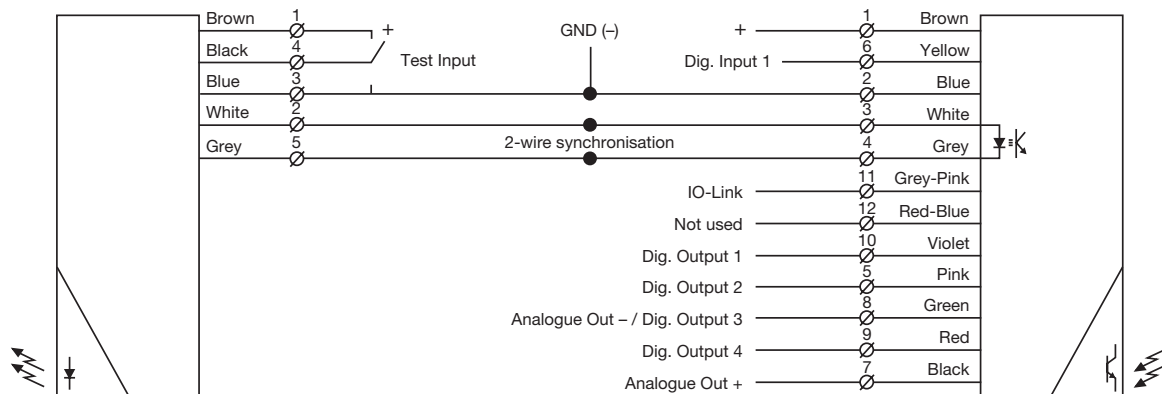 Brown 1 +
Black 4
Test Input
Blue 3
White 2
Grey 5
GND (–)
2-wire synchronisation
+ 1 Brown
Dig. Input 1 6 Yellow
2 Blue
3 White
4 Grey
IO-Link 11 Grey-Pink
Not used 12 Red-Blue
Dig. Output 1 10 Violet
Dig. Output 2 5 Pink
Analogue Out – / Dig. Output 3 8 Green
Dig. Output 4 9 Red
Analogue Out + 7 Black